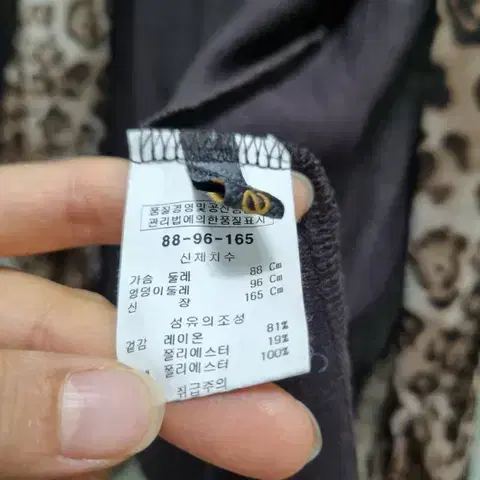 품질경영및공산품안
관리법에의한품질표시
88-96-165
신체치수
가슴 둘레 88 Cm
엉덩이둘레 96 Cm
신 장 165 Cm
섬유의조성
겉감 레이온 81%
폴리에스터 19%
폴리에스터 100%
취급주의